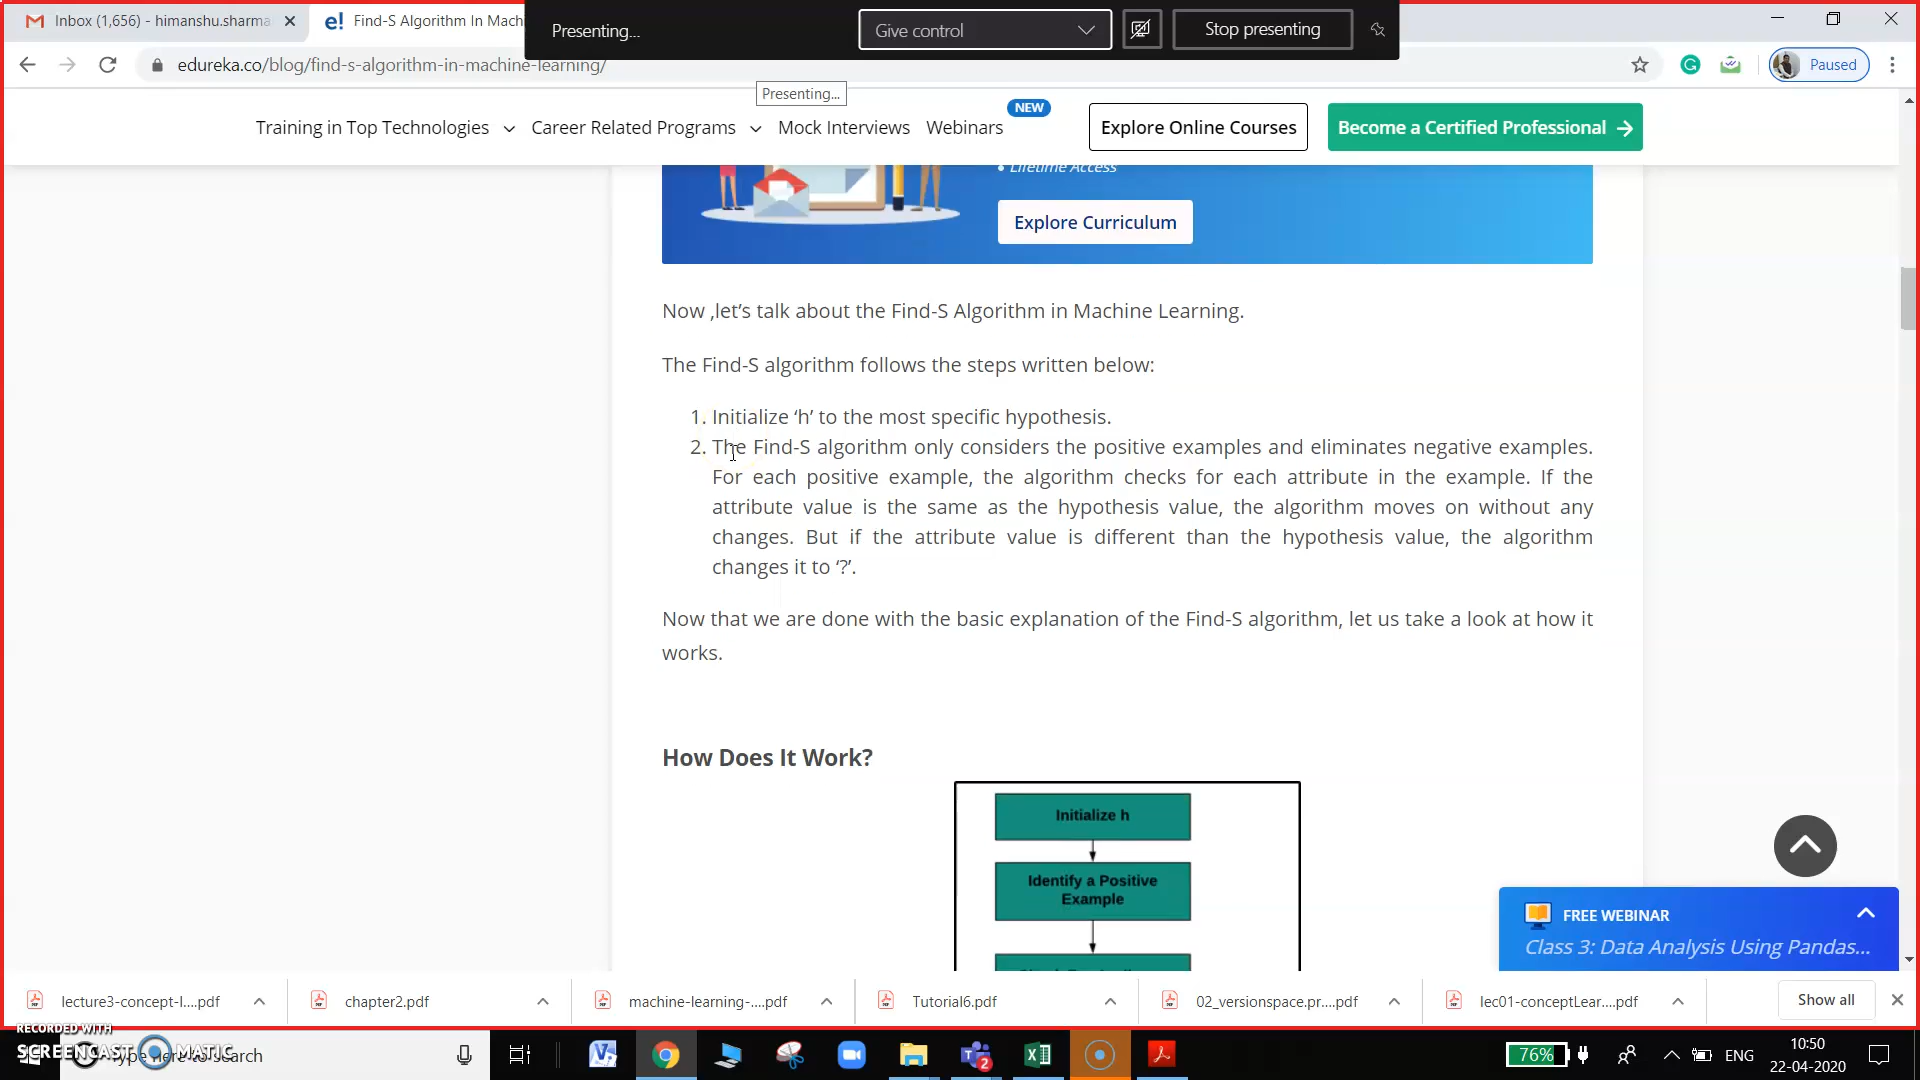 Inbox (1,656) - himanshu.sharma
e! Find-S Algorithm In Mach
Presenting...
Give control
Stop presenting
edureka.co/blog/find-s-algorithm-in-machine-learning/
Paused
Presenting...
NEW
Training in Top Technologies
Career Related Programs
Mock Interviews
Webinars
Explore Online Courses
Become a Certified Professional
• Lifetime Access
Explore Curriculum
Now ,let’s talk about the Find-S Algorithm in Machine Learning.
The Find-S algorithm follows the steps written below:
1. Initialize ‘h’ to the most specific hypothesis.
2. The Find-S algorithm only considers the positive examples and eliminates negative examples.
For each positive example, the algorithm checks for each attribute in the example. If the
attribute value is the same as the hypothesis value, the algorithm moves on without any
changes. But if the attribute value is different than the hypothesis value, the algorithm
changes it to ‘?’.
Now that we are done with the basic explanation of the Find-S algorithm, let us take a look at how it
works.
How Does It Work?
Initialize h
Identify a Positive
Example
FREE WEBINAR
Class 3: Data Analysis Using Pandas...
lecture3-concept-l....pdf
chapter2.pdf
machine-learning-....pdf
Tutorial6.pdf
02_versionspace.pr....pdf
lec01-conceptLear....pdf
Show all
RECORDED WITH
SCREENCAST MATIC
Type here to search
2
76%
ENG
10:50
22-04-2020